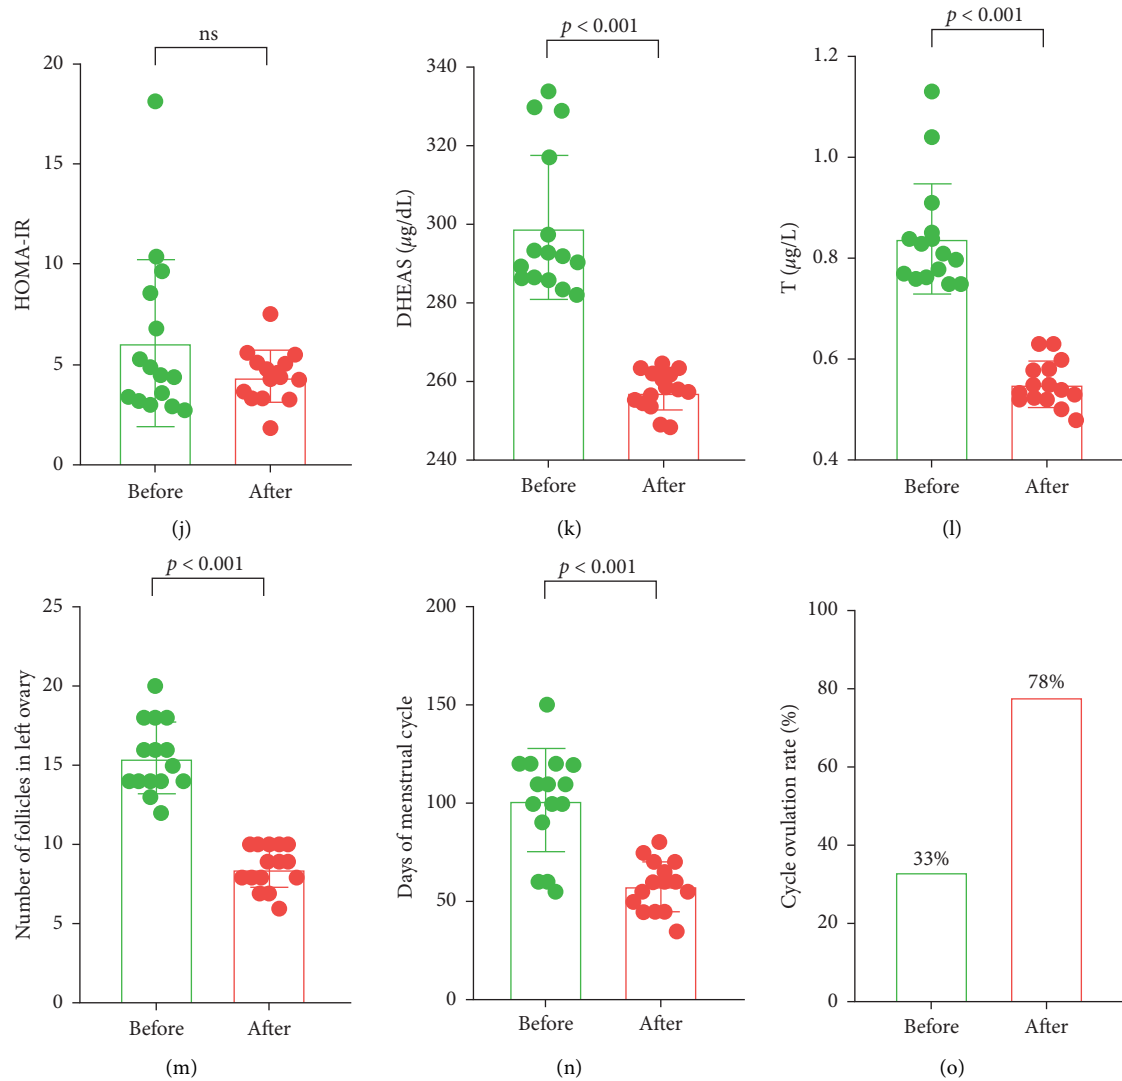 ns
20
15
10
5
0
HOMA-IR
Before
After
(j)
p < 0.001
340
320
300
280
260
240
DHEAS (μg/dL)
Before
After
(k)
p < 0.001
1.2
1.0
0.8
0.6
0.4
T (μg/L)
Before
After
(l)
p < 0.001
25
20
15
10
5
0
Number of follicles in left ovary
Before
After
(m)
p < 0.001
200
150
100
50
0
Days of menstrual cycle
Before
After
(n)
100
80
60
40
20
0
Cycle ovulation rate (%)
33%
78%
Before
After
(o)